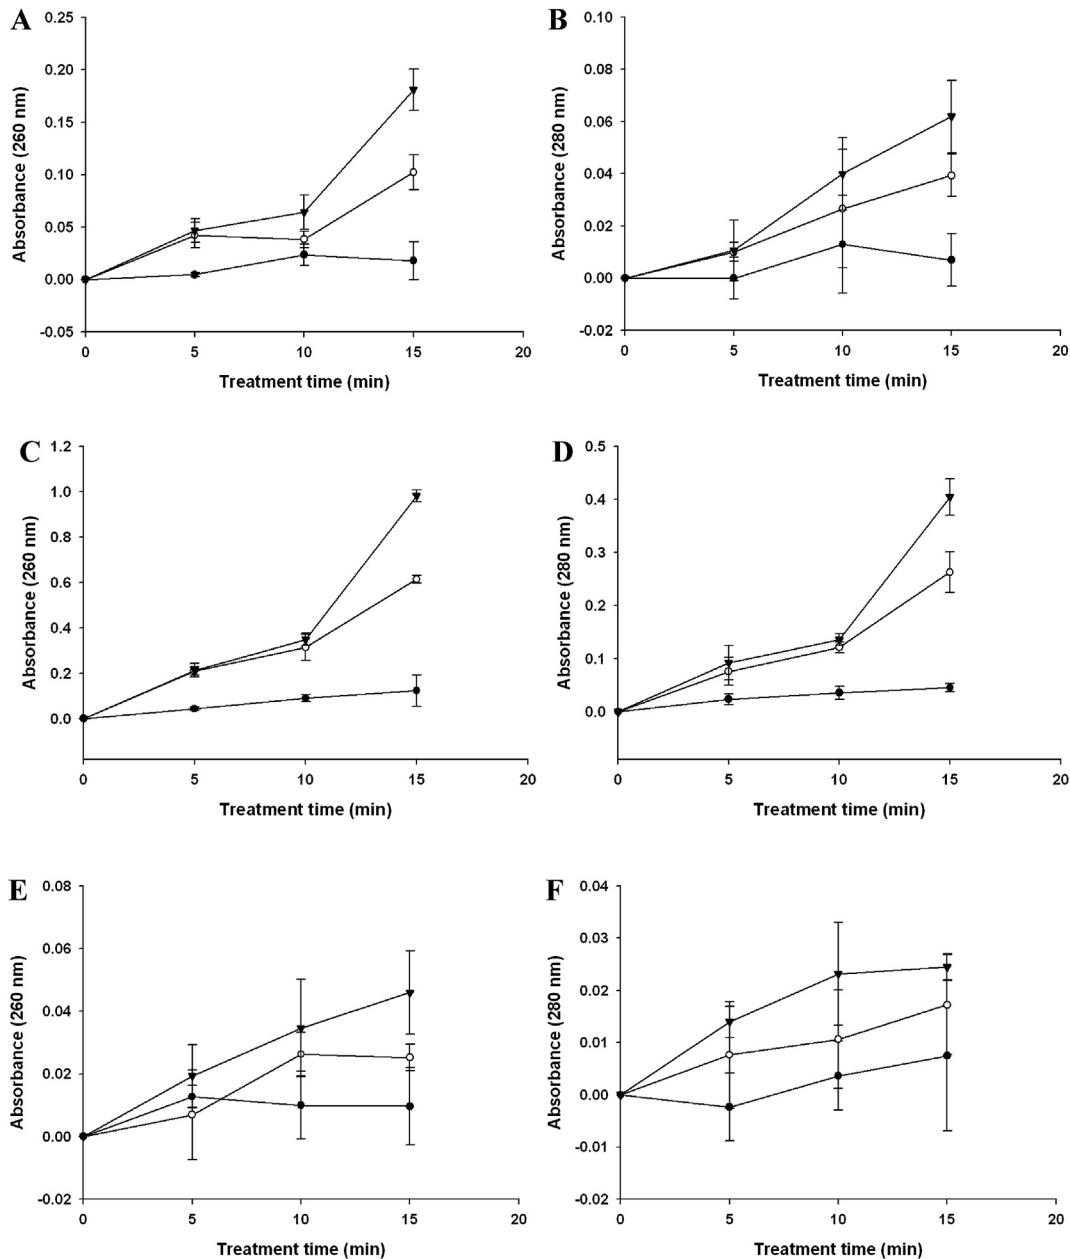 A
0.25
0.20
0.15
0.10
0.05
0.00
-0.05
Absorbance (260 nm)
0 5 10 15 20
Treatment time (min)
B
0.10
0.08
0.06
0.04
0.02
0.00
-0.02
Absorbance (280 nm)
0 5 10 15 20
Treatment time (min)
C
1.2
1.0
0.8
0.6
0.4
0.2
0.0
Absorbance (260 nm)
0 5 10 15 20
Treatment time (min)
D
0.5
0.4
0.3
0.2
0.1
0.0
Absorbance (280 nm)
0 5 10 15 20
Treatment time (min)
E
0.08
0.06
0.04
0.02
0.00
-0.02
Absorbance (260 nm)
0 5 10 15 20
Treatment time (min)
F
0.04
0.03
0.02
0.01
0.00
-0.01
-0.02
Absorbance (280 nm)
0 5 10 15 20
Treatment time (min)